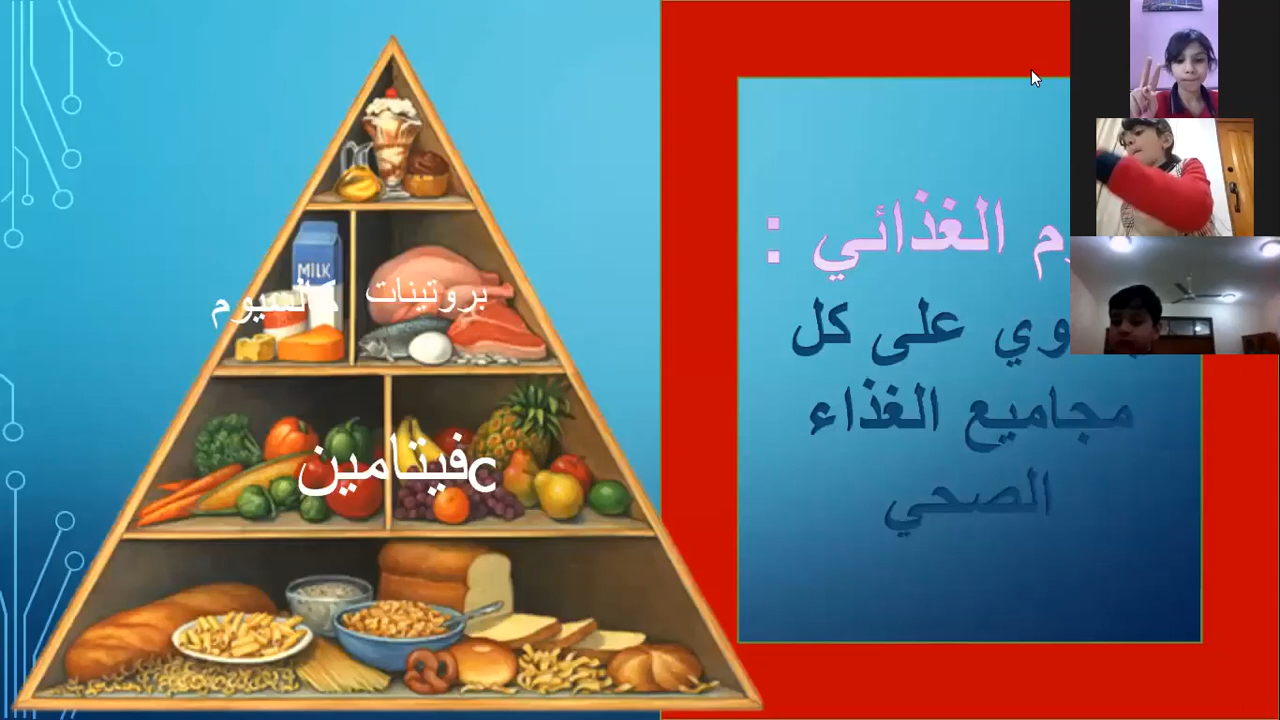 الغذائي :
على كل
مجاميع الغذاء
الصحي
MILK
بروتينات
كالسيوم
فيتامين c